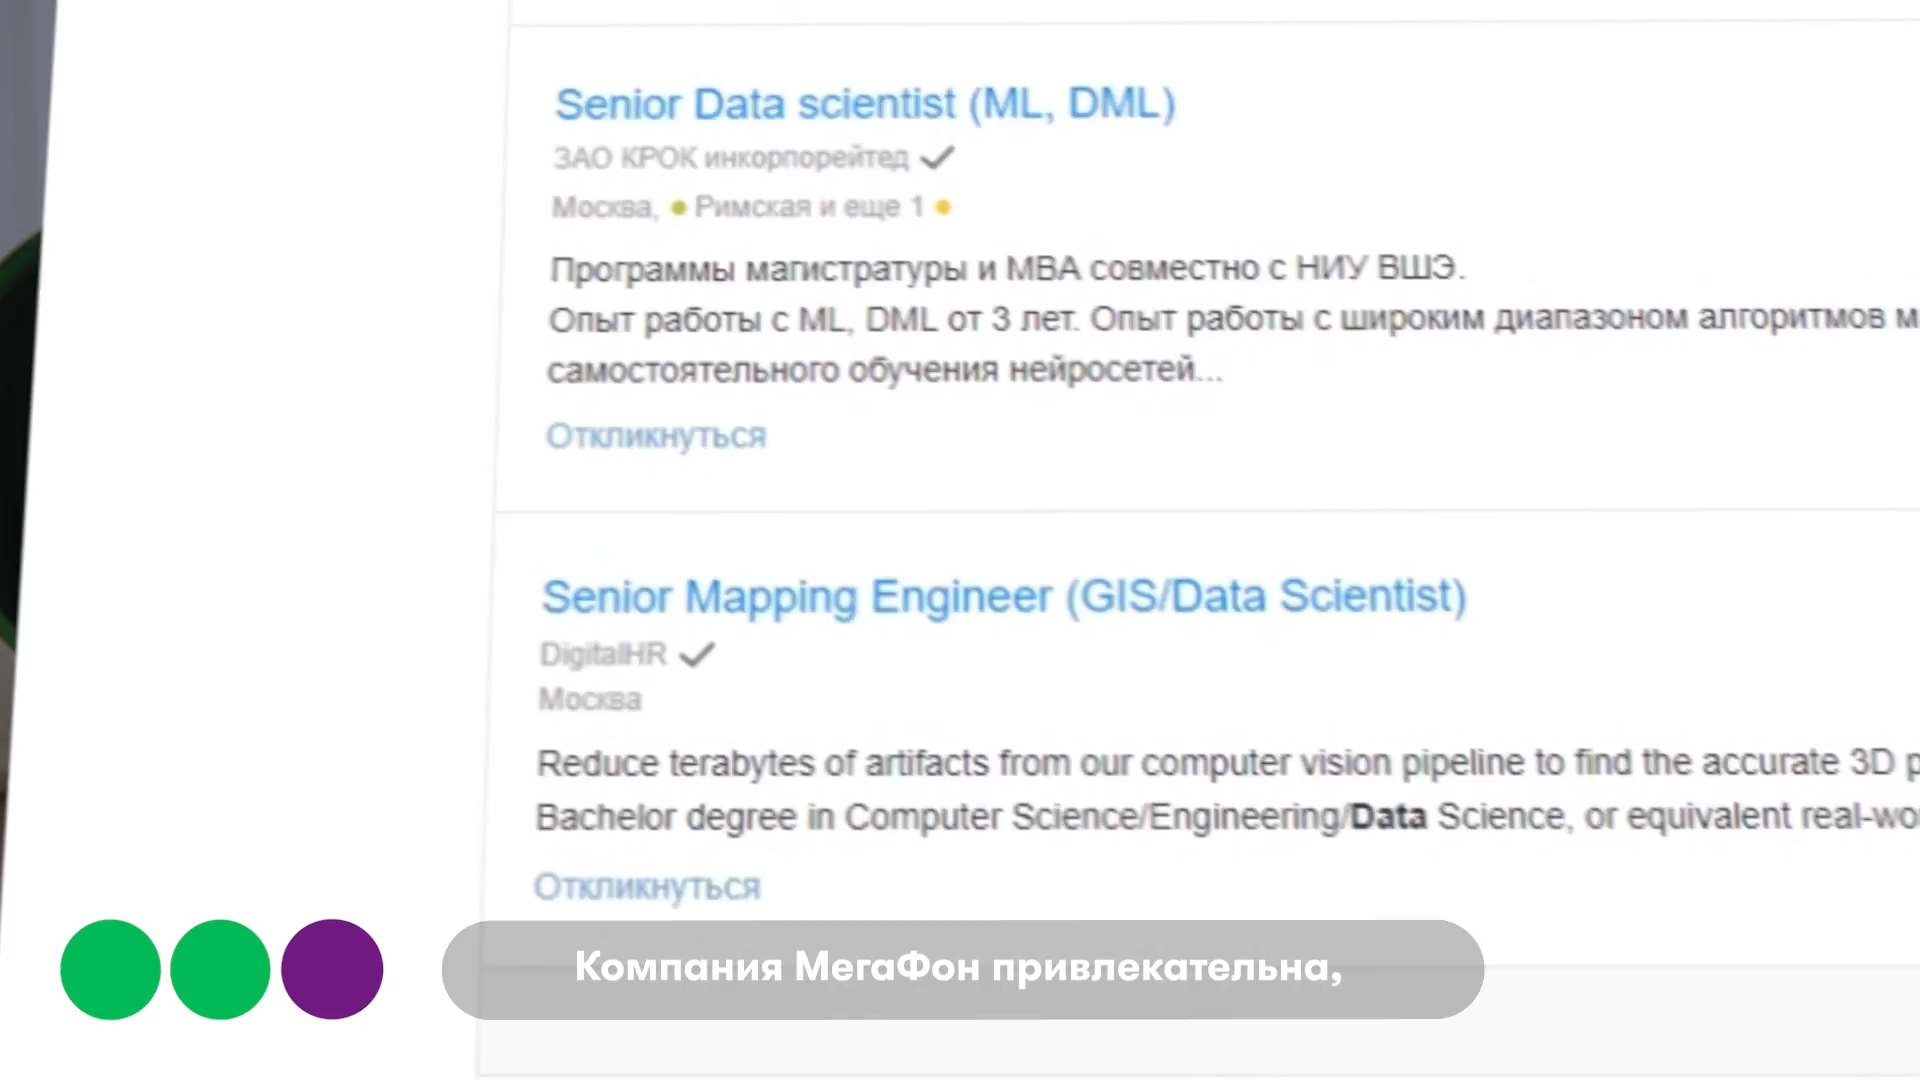 Senior Data scientist (ML, DML)
ЗАО КРОК инкорпорейтед
Москва, Римская и еще 1
Программы магистратуры и MBA совместно с НИУ ВШЭ.
Опыт работы с ML, DML от 3 лет. Опыт работы с широким диапазоном алгоритмов
самостоятельного обучения нейросетей...
Откликнуться
Senior Mapping Engineer (GIS/Data Scientist)
DigitalHR
Москва
Reduce terabytes of artifacts from our computer vision pipeline to find the accurate 3D
Bachelor degree in Computer Science/Engineering/Data Science, or equivalent
Откликнуться
Компания МегаФон привлекательна,